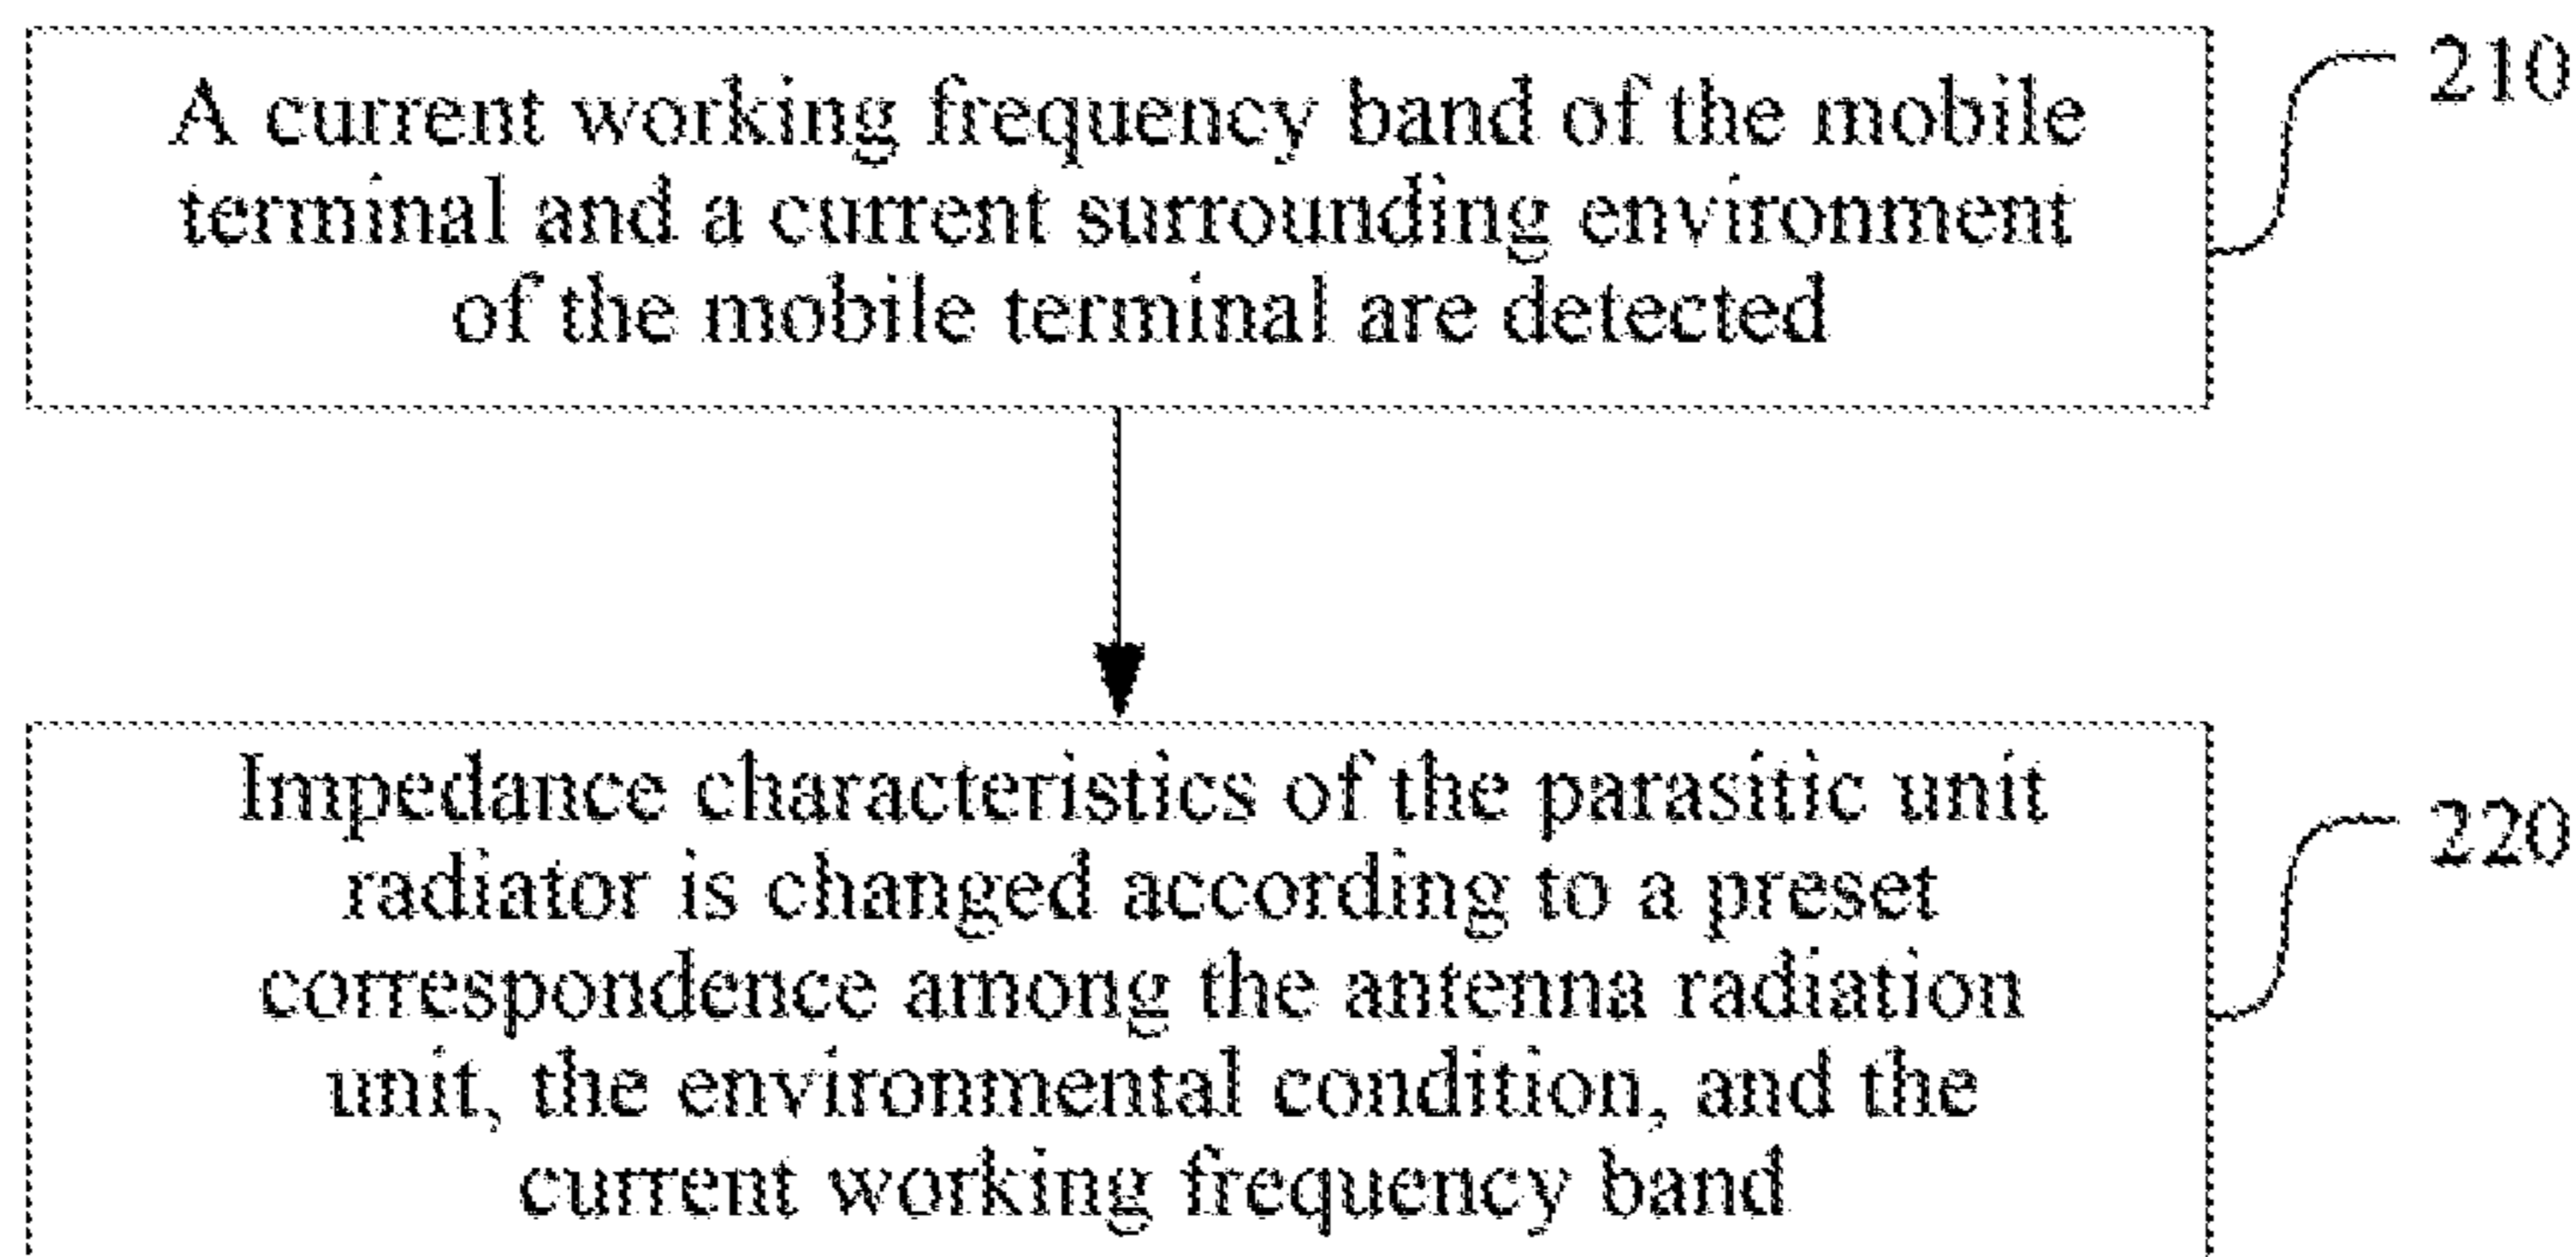 A current working frequency band of the mobile
terminal and a current surrounding environment
of the mobile terminal are detected
210
Impedance characteristics of the parasitic unit
radiator is changed according to a preset
correspondence among the antenna radiation
unit, the environmental condition, and the
current working frequency band
220